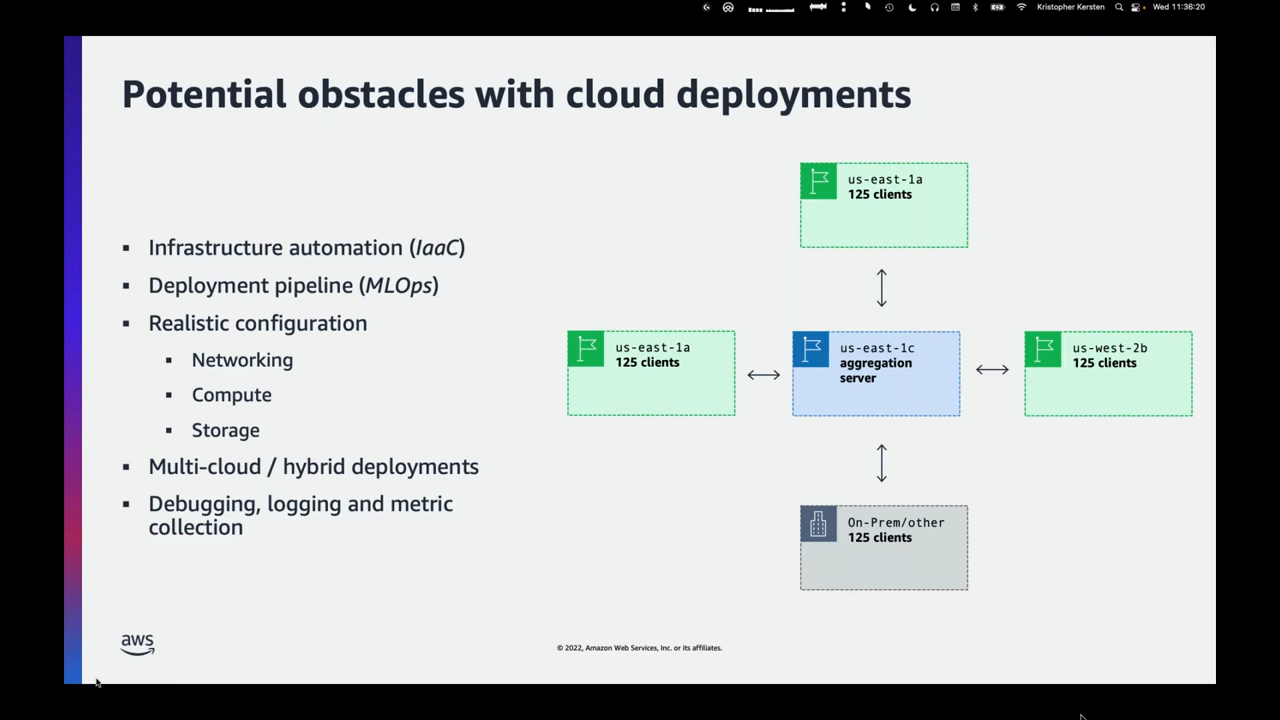 Kristopher Kersten
Wed 11:36:20
Potential obstacles with cloud deployments
▪ Infrastructure automation (IaaC)
▪ Deployment pipeline (MLOps)
▪ Realistic configuration
▪ Networking
▪ Compute
▪ Storage
▪ Multi-cloud / hybrid deployments
▪ Debugging, logging and metric
collection
us-east-1a
125 clients
us-east-1a
125 clients
us-east-1c
aggregation
server
us-west-2b
125 clients
On-Prem/other
125 clients
aws
© 2022, Amazon Web Services, Inc. or its affiliates.